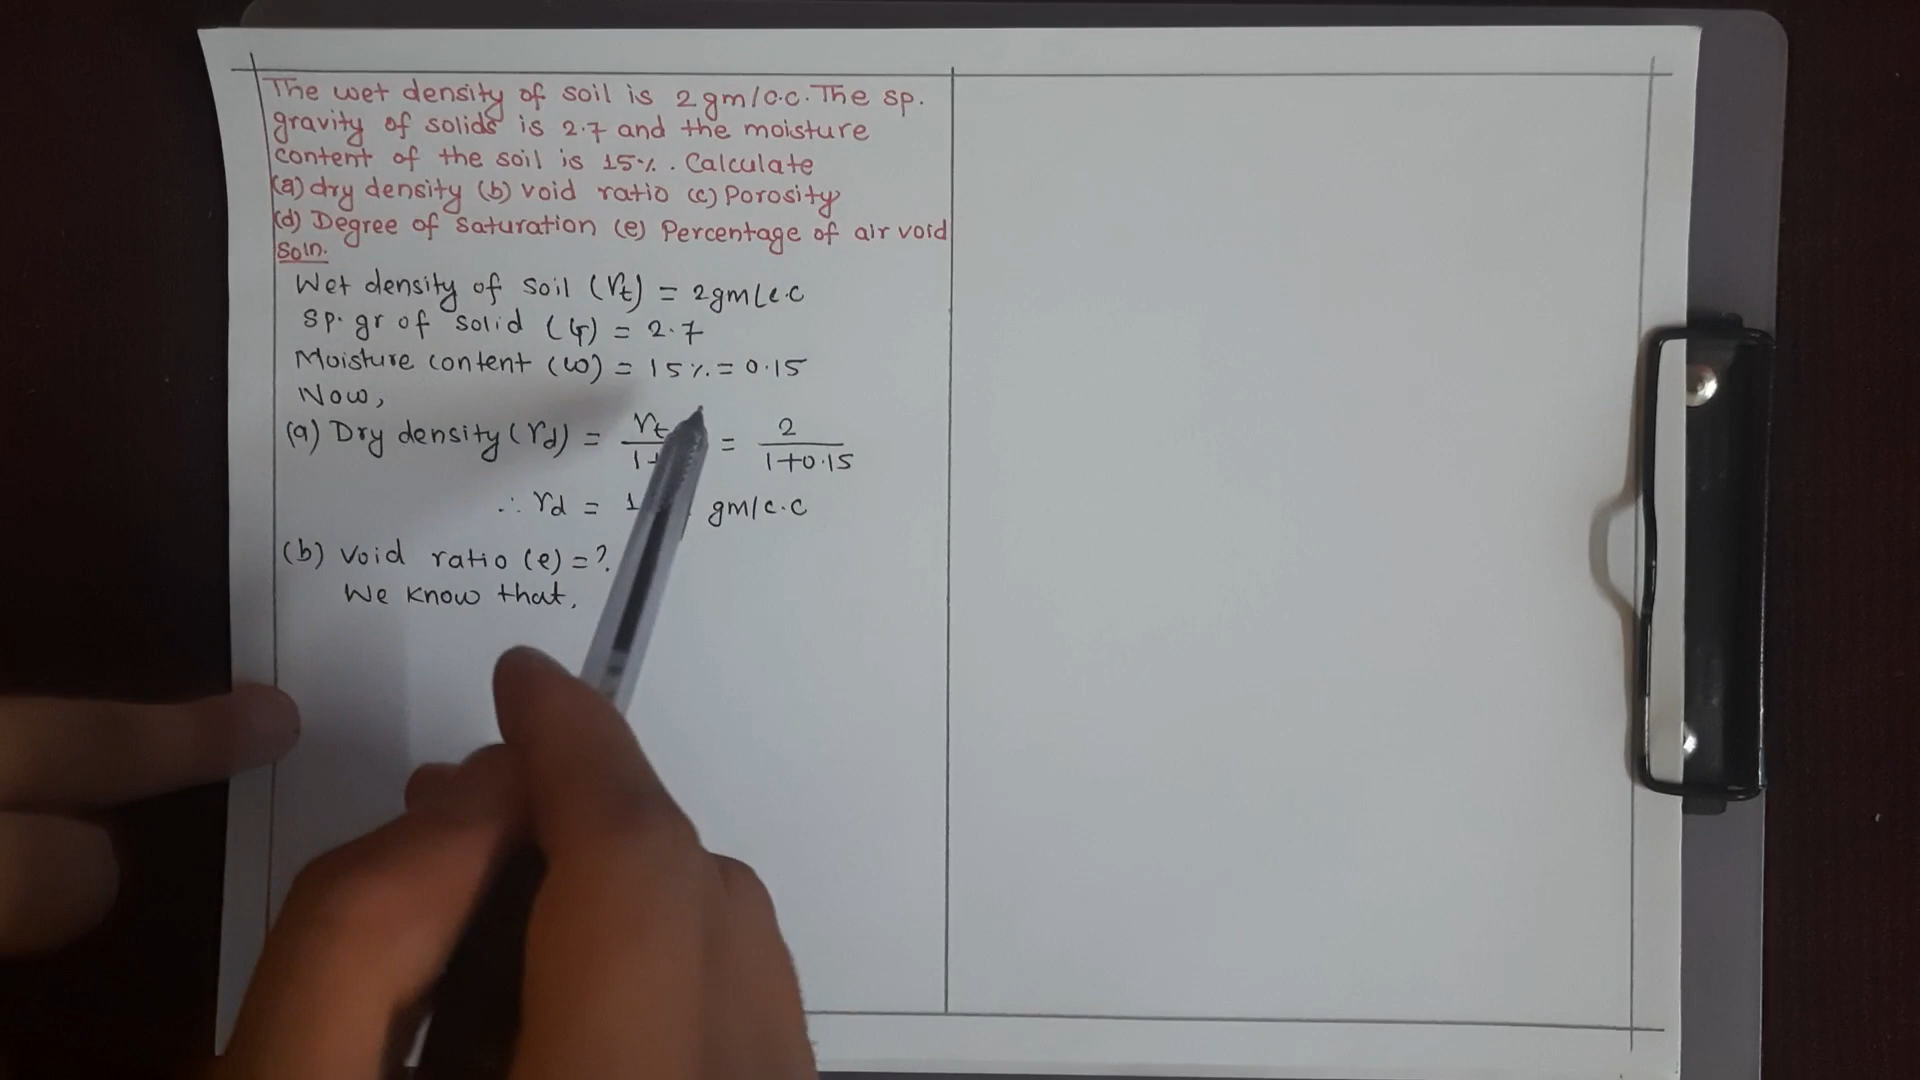 The wet density of soil is 2gm/c.c. The sp.
gravity of solids is 2.7 and the moisture
content of the soil is 15%. Calculate
(a) dry density (b) void ratio (c) Porosity
(d) Degree of saturation (e) Percentage of air void
Soln.
Wet density of soil (γt) = 2gm/c.c
Sp. gr of solid (G) = 2.7
Moisture content (ω) = 15% = 0.15
Now,
(a) Dry density (γd) = γt / 1+ = 2 / 1+0.15
∴ γd = 1 gm/c.c
(b) Void ratio (e) = ?
We know that,